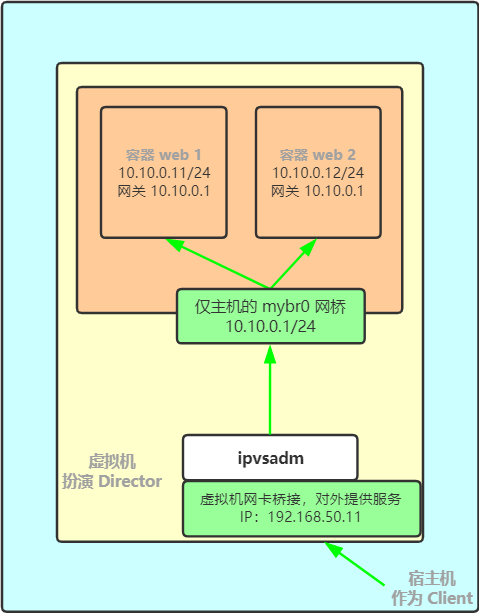 容器 web 1
10.10.0.11/24
网关 10.10.0.1
容器 web 2
10.10.0.12/24
网关 10.10.0.1
仅主机的 mybr0 网桥
10.10.0.1/24
ipvsadm
虚拟机
扮演 Director
虚拟机网卡桥接，对外提供服务
IP：192.168.50.11
宿主机
作为 Client